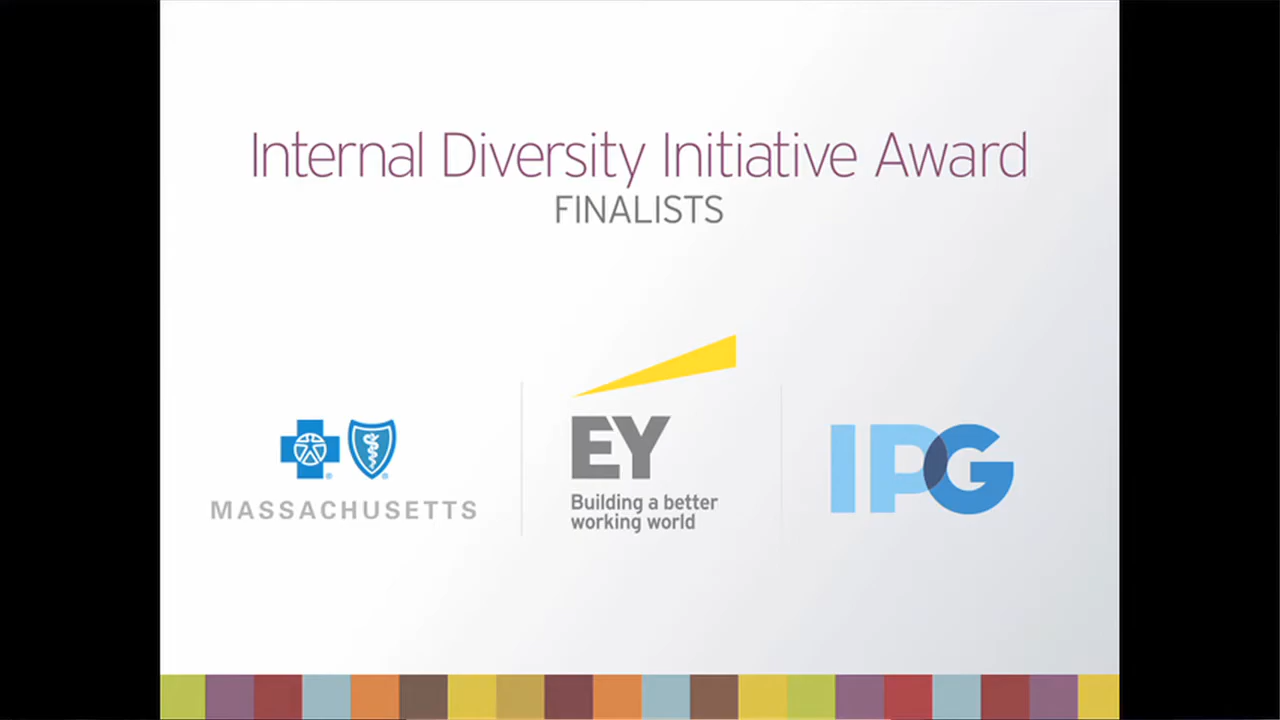 Internal Diversity Initiative Award
FINALISTS
MASSACHUSETTS
EY
Building a better
working world
IPG